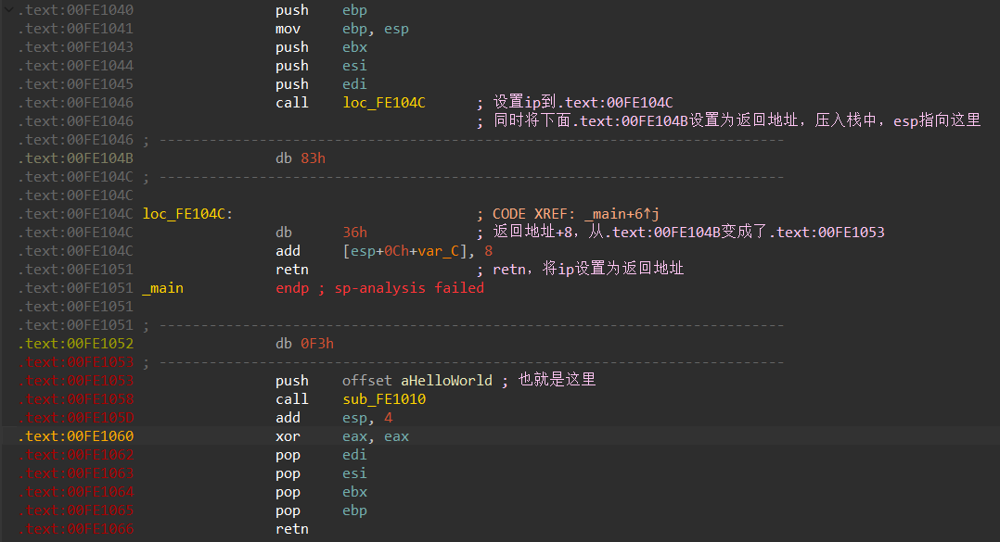 .text:00FE1040 push ebp
.text:00FE1041 mov ebp, esp
.text:00FE1043 push ebx
.text:00FE1044 push esi
.text:00FE1045 push edi
.text:00FE1046 call loc_FE104C ; 设置ip到.text:00FE104C
.text:00FE1046 ; 同时将下面.text:00FE104B设置为返回地址，压入栈中，esp指向这里
.text:00FE1046 ; ---------------------------------------------------------------------------
.text:00FE104B db 83h
.text:00FE104C ; ---------------------------------------------------------------------------
.text:00FE104C
.text:00FE104C loc_FE104C: ; CODE XREF: _main+6↑j
.text:00FE104C db 36h ; 返回地址+8，从.text:00FE104B变成了.text:00FE1053
.text:00FE104C add [esp+0Ch+var_C], 8
.text:00FE1051 retn ; retn，将ip设置为返回地址
.text:00FE1051 _main endp ; sp-analysis failed
.text:00FE1051
.text:00FE1051 ; ---------------------------------------------------------------------------
.text:00FE1052 db 0F3h
.text:00FE1053 ; ---------------------------------------------------------------------------
.text:00FE1053 push offset aHelloWorld ; 也就是这里
.text:00FE1058 call sub_FE1010
.text:00FE105D add esp, 4
.text:00FE1060 xor eax, eax
.text:00FE1062 pop edi
.text:00FE1063 pop esi
.text:00FE1064 pop ebx
.text:00FE1065 pop ebp
.text:00FE1066 retn